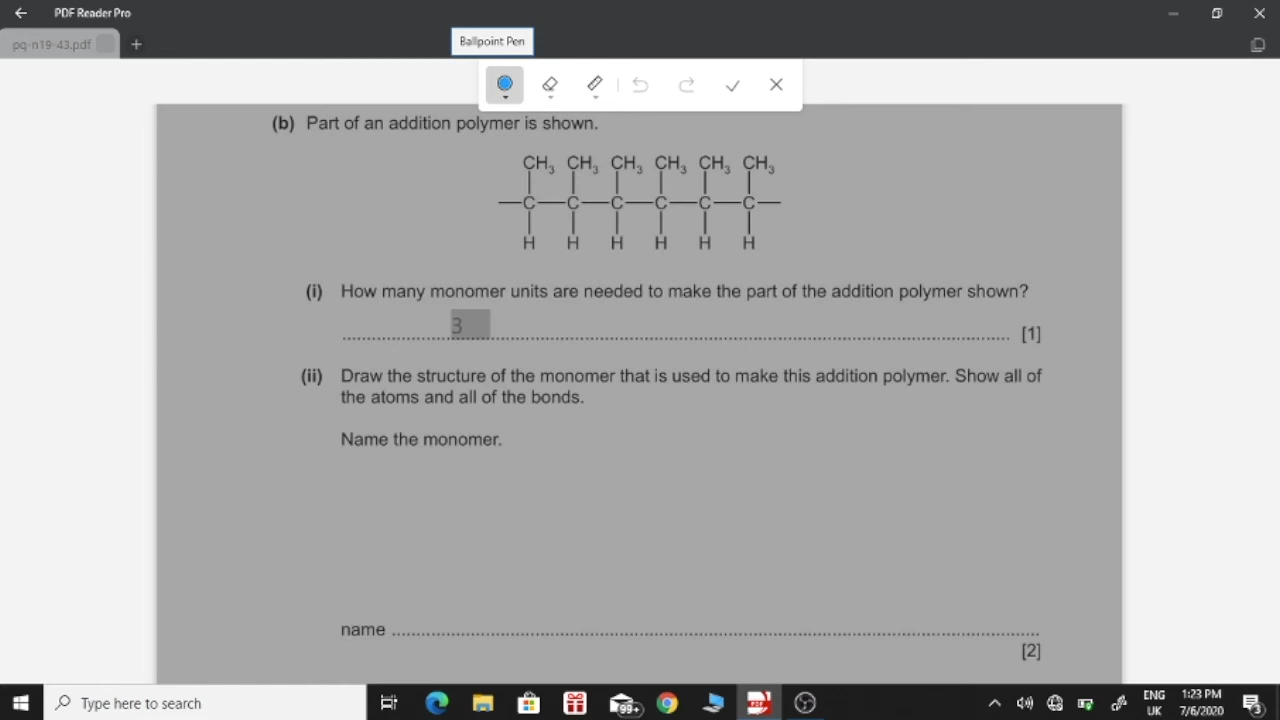 PDF Reader Pro
pq-n19-43.pdf
Ballpoint Pen
(b) Part of an addition polymer is shown.
CH₃ CH₃ CH₃ CH₃ CH₃ CH₃
C C C C C C
H H H H H H
(i) How many monomer units are needed to make the part of the addition polymer shown?
3
[1]
(ii) Draw the structure of the monomer that is used to make this addition polymer. Show all of
the atoms and all of the bonds.
Name the monomer.
name
[2]
Type here to search
99+
PDF
ENG
UK
1:23 PM
7/6/2020
3